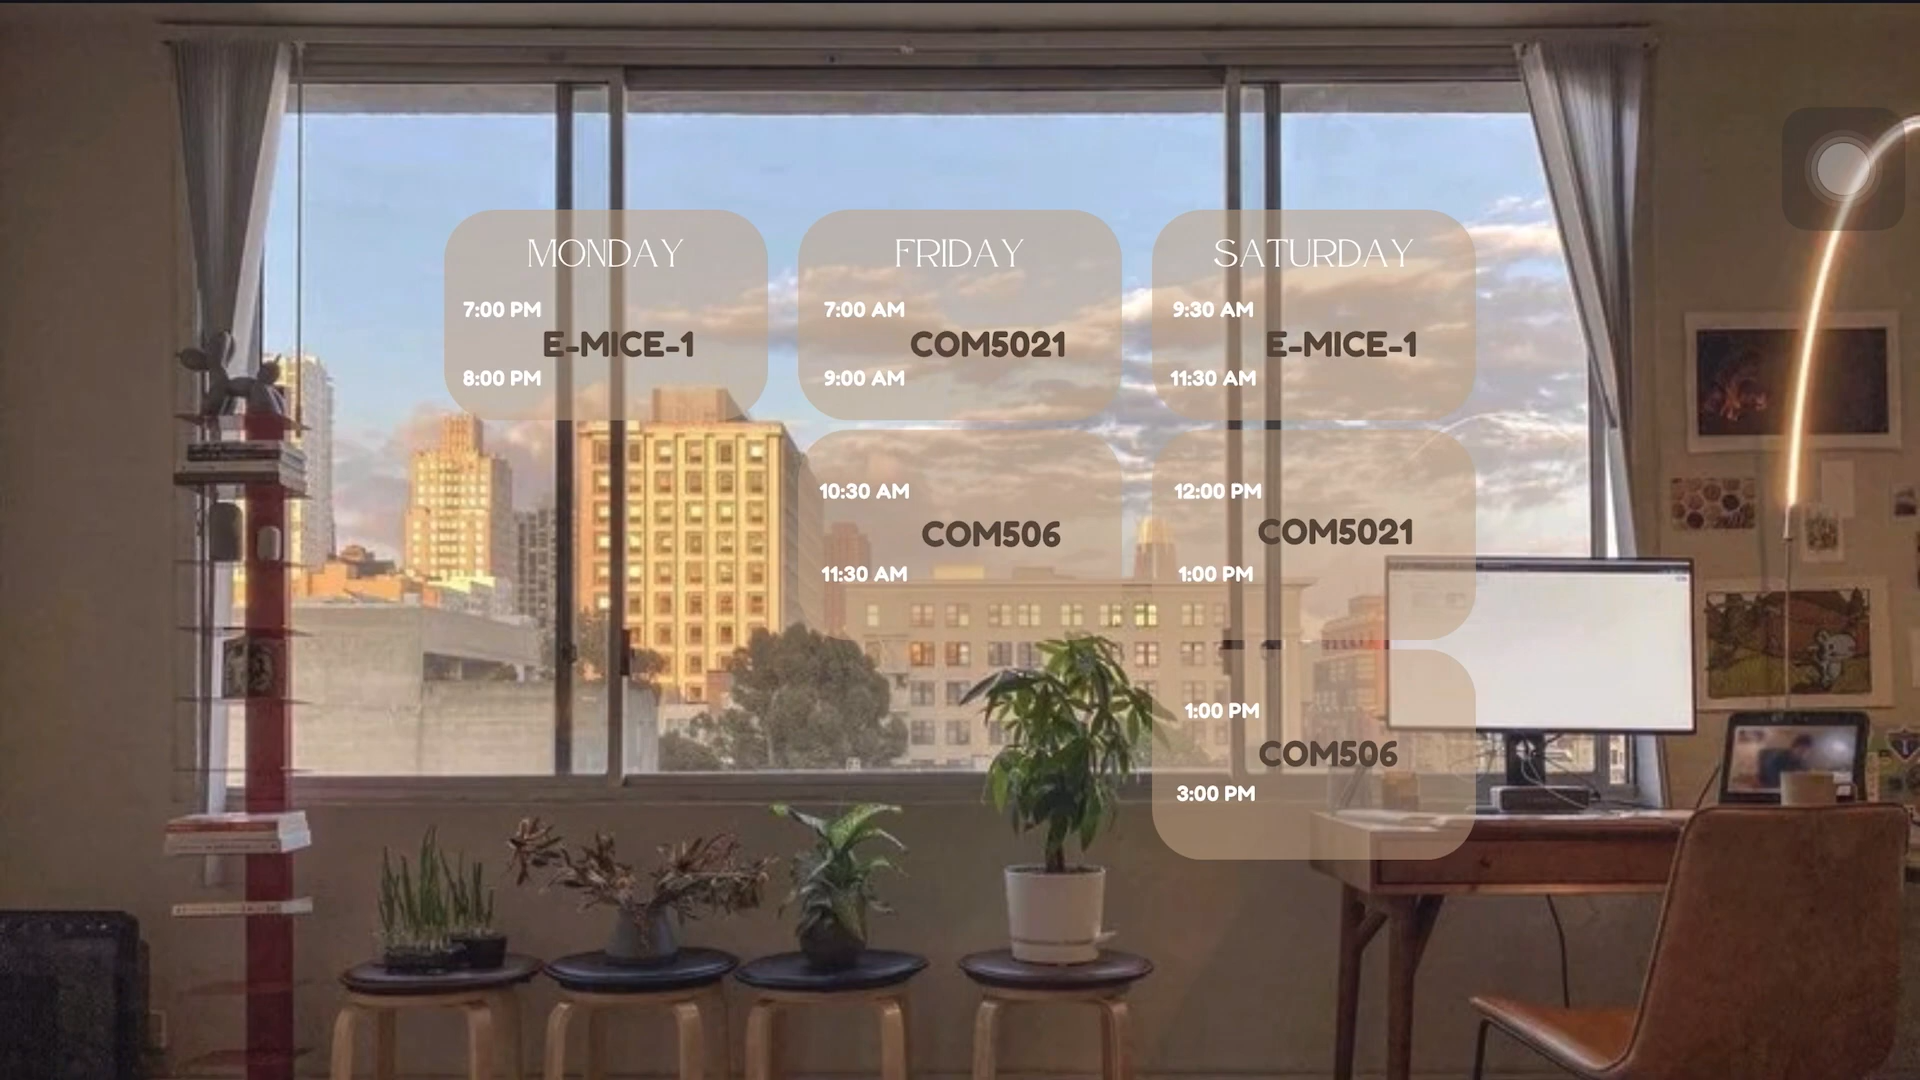 MONDAY
7:00 PM
E-MICE-1
8:00 PM
FRIDAY
7:00 AM
COM5021
9:00 AM
10:30 AM
COM506
11:30 AM
SATURDAY
9:30 AM
E-MICE-1
11:30 AM
12:00 PM
COM5021
1:00 PM
1:00 PM
COM506
3:00 PM